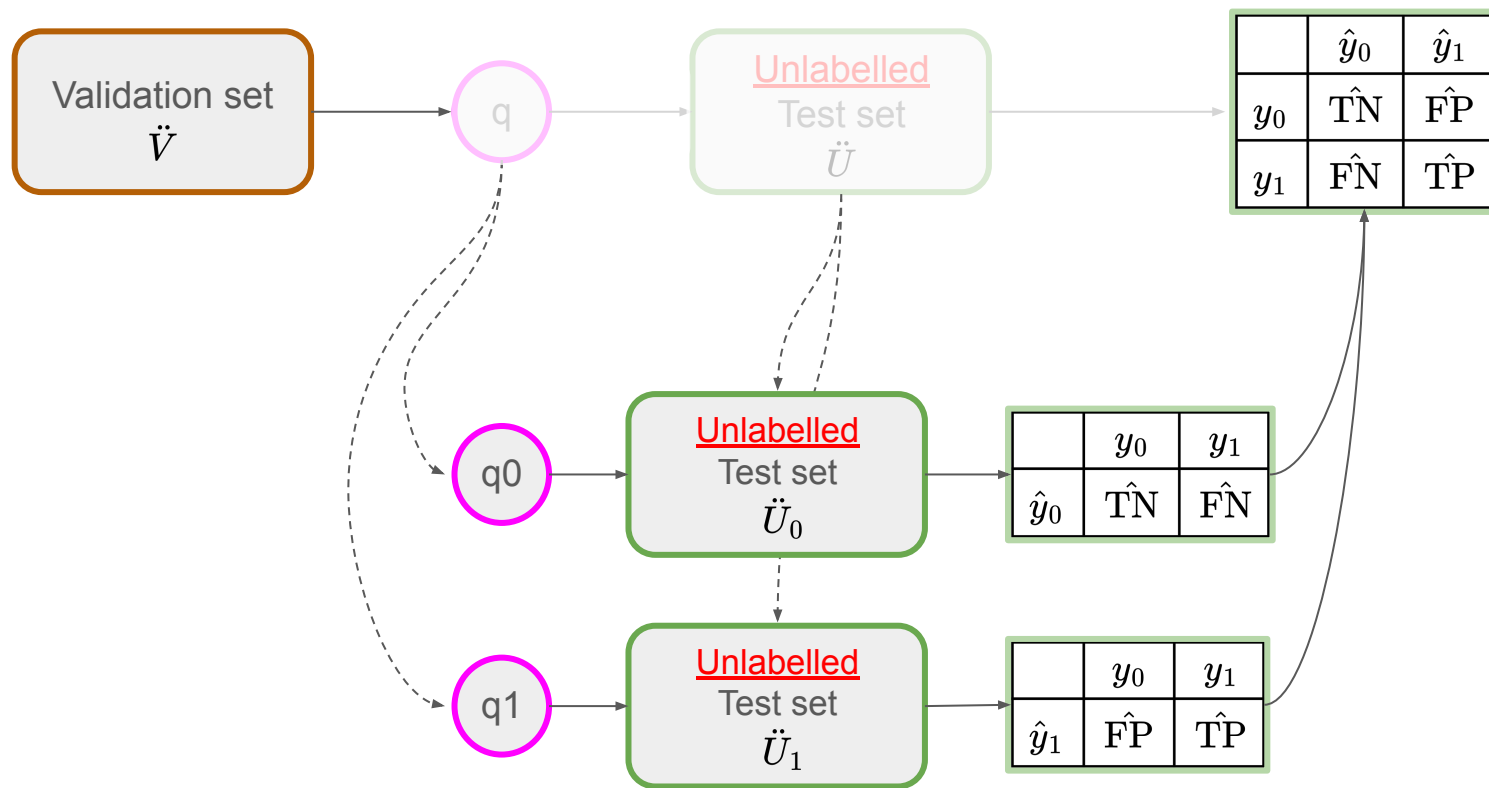 Validation set
V̈
q
Unlabelled
Test set
Ü
ŷ₀ ŷ₁
y₀ TN̂ FP̂
y₁ FN̂ TP̂
q0
Unlabelled
Test set
Ü₀
y₀ y₁
ŷ₀ TN̂ FN̂
q1
Unlabelled
Test set
Ü₁
y₀ y₁
ŷ₁ FP̂ TP̂